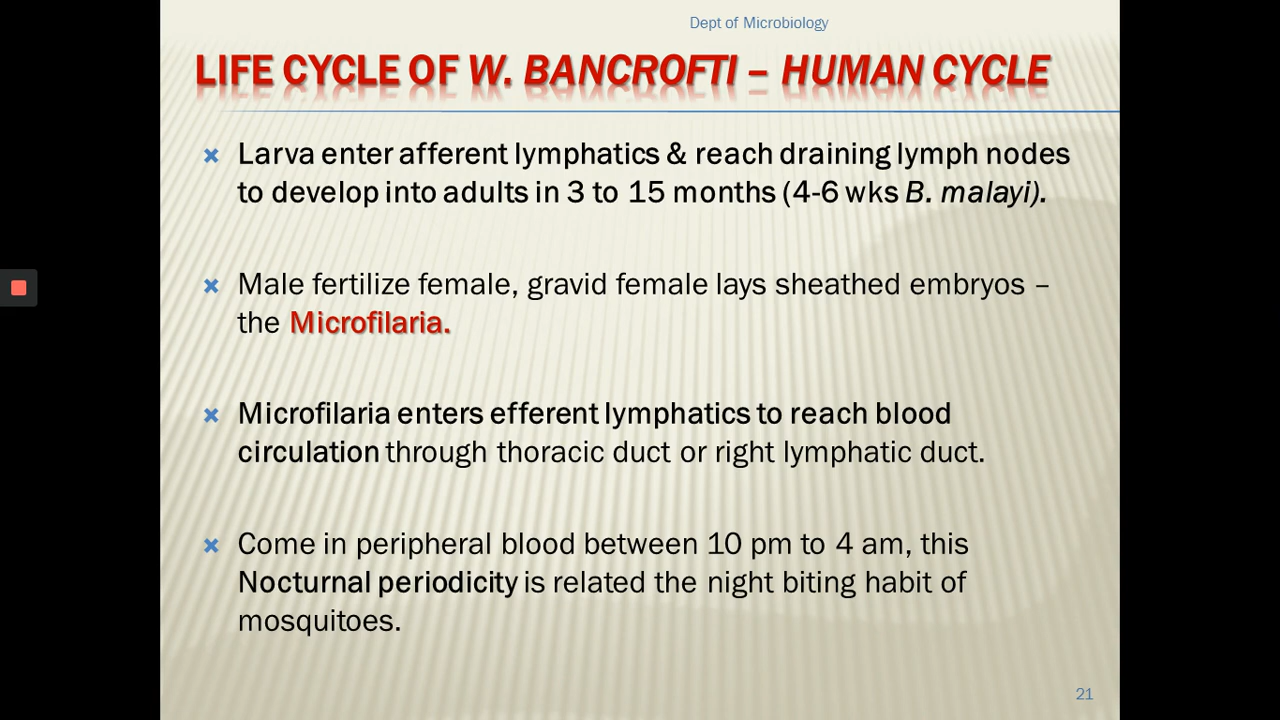 Dept of Microbiology
LIFE CYCLE OF W. BANCROFTI – HUMAN CYCLE
Larva enter afferent lymphatics & reach draining lymph nodes
to develop into adults in 3 to 15 months (4-6 wks B. malayi).
Male fertilize female, gravid female lays sheathed embryos –
the Microfilaria.
Microfilaria enters efferent lymphatics to reach blood
circulation through thoracic duct or right lymphatic duct.
Come in peripheral blood between 10 pm to 4 am, this
Nocturnal periodicity is related the night biting habit of
mosquitoes.
21